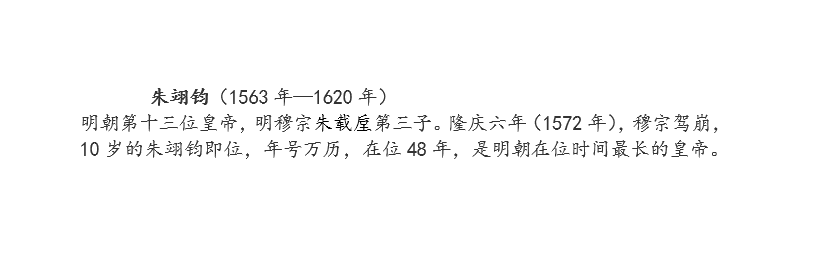 朱翊钧（1563 年—1620 年）
明朝第十三位皇帝，明穆宗朱载垕第三子。隆庆六年（1572 年），穆宗驾崩，
10 岁的朱翊钧即位，年号万历，在位 48 年，是明朝在位时间最长的皇帝。